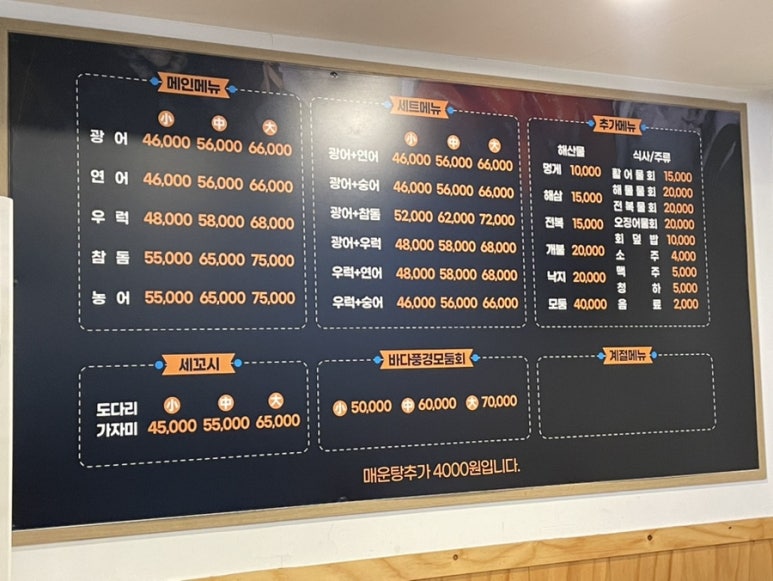 메인메뉴
小 中 大
광어 46,000 56,000 66,000
연어 46,000 56,000 66,000
우럭 48,000 58,000 68,000
참돔 55,000 65,000 75,000
농어 55,000 65,000 75,000
세트메뉴
小 中 大
광어+연어 46,000 56,000 66,000
광어+숭어 46,000 56,000 66,000
광어+참돔 52,000 62,000 72,000
광어+우럭 48,000 58,000 68,000
우럭+연어 48,000 58,000 68,000
우럭+숭어 46,000 56,000 66,000
추가메뉴
해산물
멍게 10,000
해삼 15,000
전복 15,000
개불 20,000
낙지 20,000
모둠 40,000
식사/주류
활어물회 15,000
해물물회 20,000
전복물회 20,000
오징어물회 20,000
회덮밥 10,000
소주 4,000
맥주 5,000
청하 5,000
음료 2,000
세꼬시
小 中 大
도다리
가자미 45,000 55,000 65,000
바다풍경모둠회
小 50,000 中 60,000 大 70,000
계절메뉴
매운탕추가 4000원입니다.